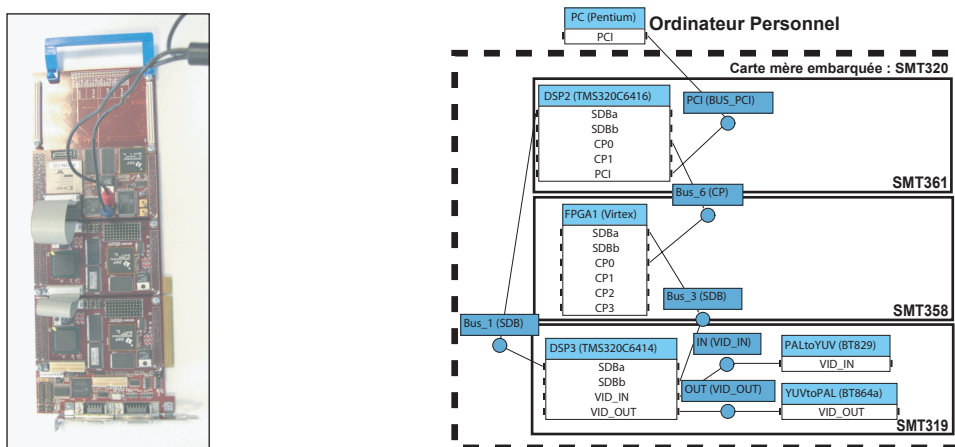 PC (Pentium)
PCI
Ordinateur Personnel
Carte mère embarquée : SMT320
DSP2 (TMS320C6416)
SDBa
SDBb
CP0
CP1
PCI
PCI (BUS_PCI)
SMT361
Bus_6 (CP)
FPGA1 (Virtex)
SDBa
SDBb
CP0
CP1
CP2
CP3
Bus_3 (SDB)
SMT358
Bus_1 (SDB)
DSP3 (TMS320C6414)
SDBa
SDBb
VID_IN
VID_OUT
IN (VID_IN)
PALtoYUV (BT829)
VID_IN
OUT (VID_OUT)
YUVtoPAL (BT864a)
VID_OUT
SMT319